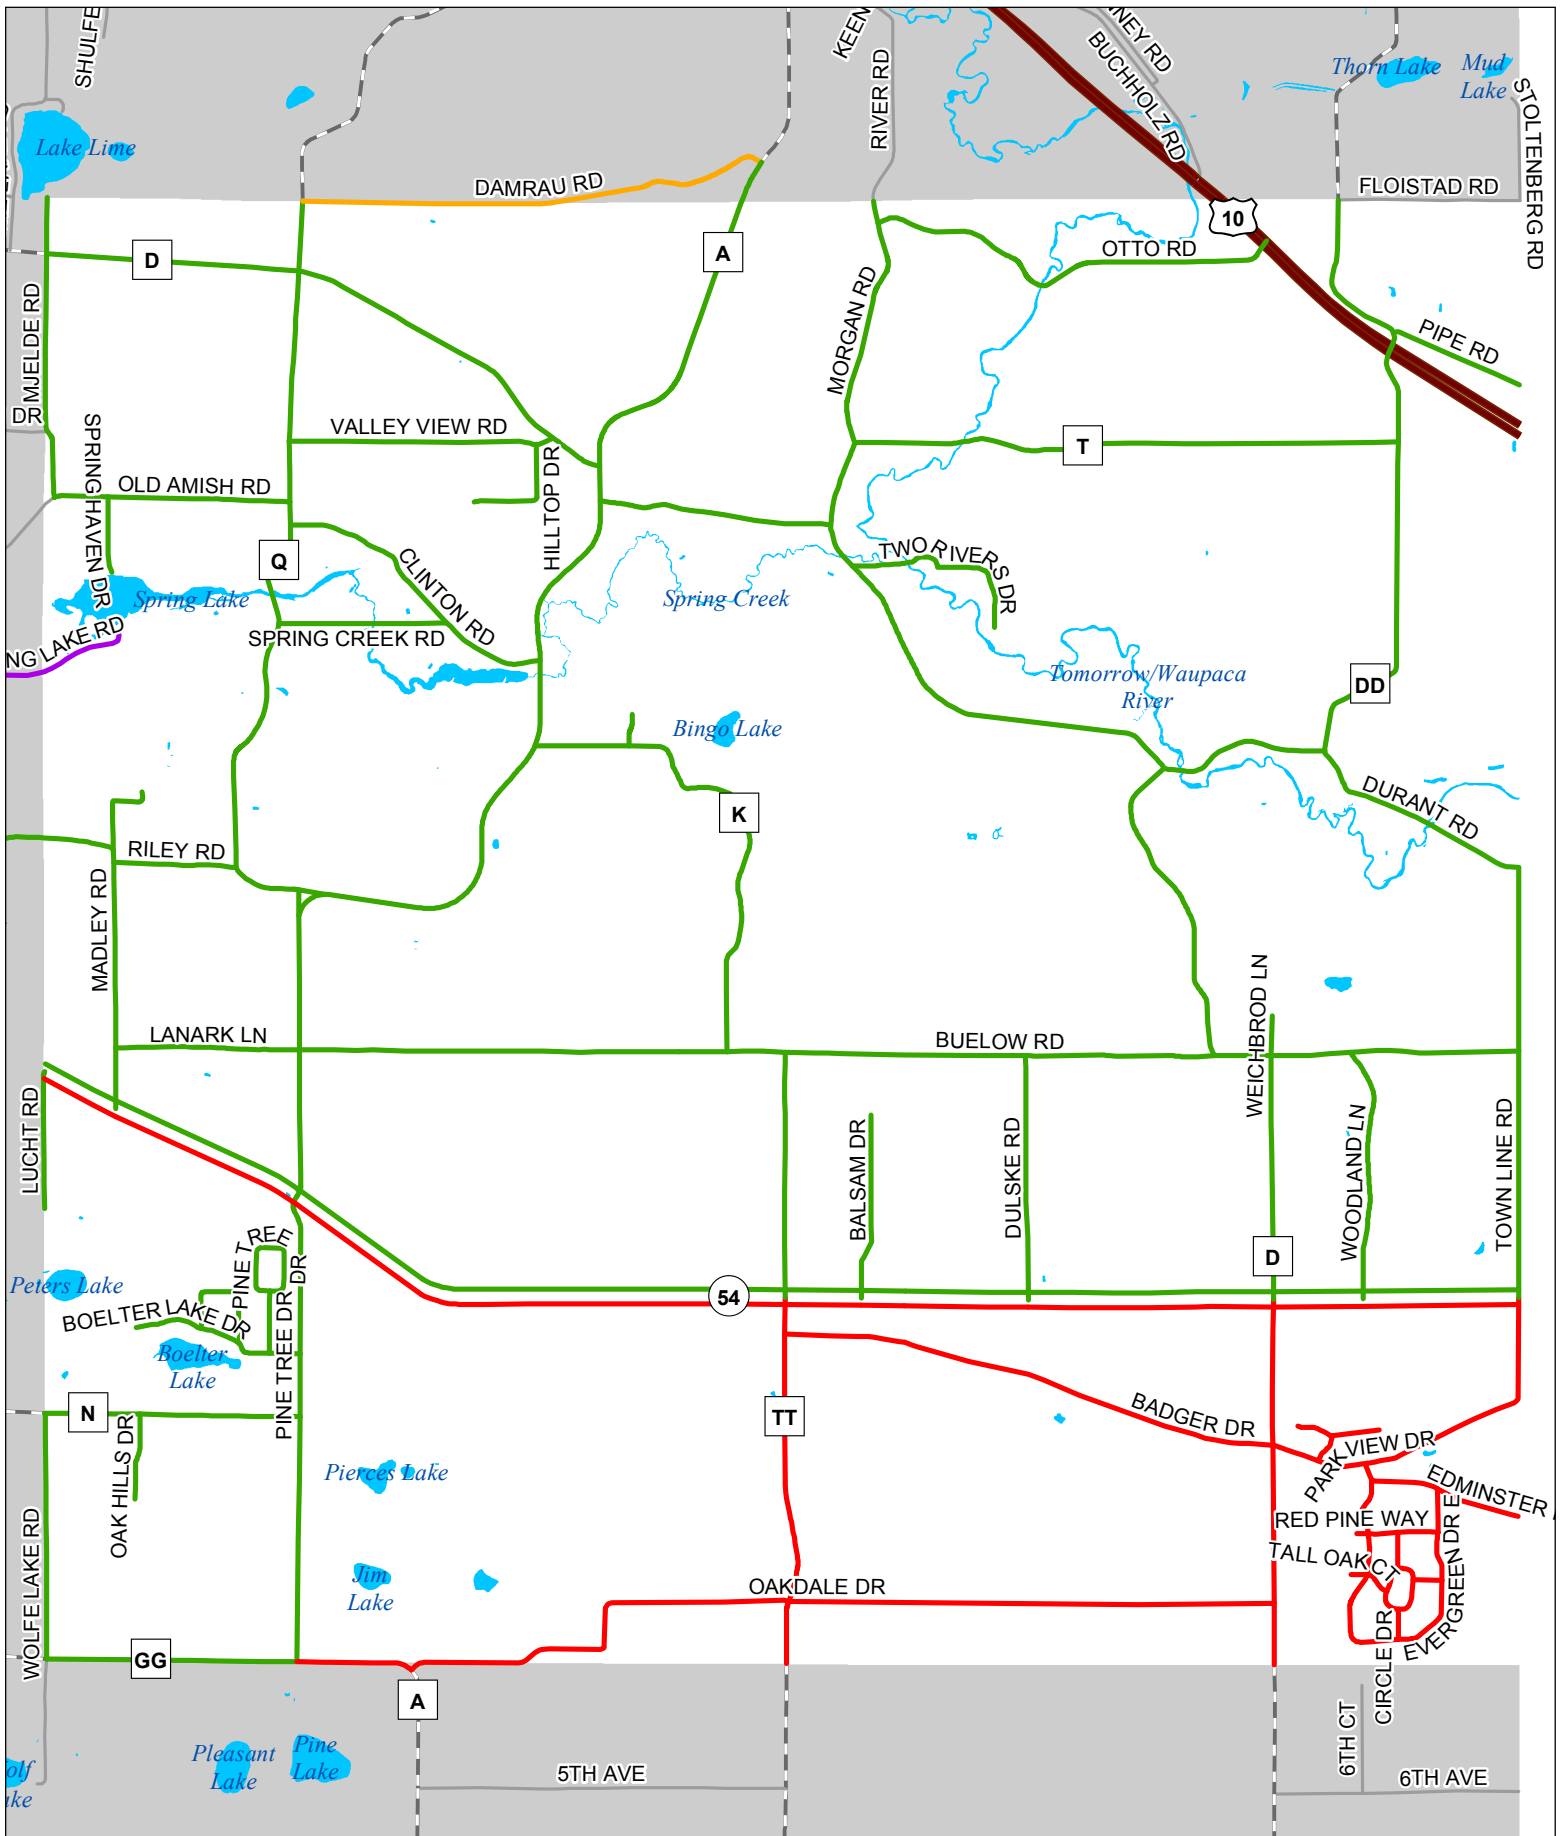 SHULFE
KEEN
RIVER RD
NEY RD
BUCHHOLZ RD
Thorn Lake
Mud
Lake
STOLTENBERG RD
Lake Lime
DAMRAU RD
FLOISTAD RD
10
D
A
OTTO RD
MJELDE RD
MORGAN RD
PIPE RD
DR
SPRING HAVEN DR
VALLEY VIEW RD
T
HILLTOP DR
OLD AMISH RD
Q
CLINTON RD
TWO RIVERS DR
Spring Lake
Spring Creek
NG LAKE RD
SPRING CREEK RD
Tomorrow/Waupaca
River
DD
Bingo Lake
K
DURANT RD
RILEY RD
MADLEY RD
WEICHBROD LN
LANARK LN
BUELOW RD
LUCHT RD
BALSAM DR
DULSKE RD
WOODLAND LN
TOWN LINE RD
PINE TREE
PINE TREE DR
DR
D
Peters Lake
54
BOELTER LAKE DR
Boelter
Lake
N
TT
BADGER DR
PARK VIEW DR
OAK HILLS DR
Pierces Lake
EDMINSTER
RED PINE WAY
TALL OAK CT
EVERGREEN DR E
WOLFE LAKE RD
Jim
Lake
OAKDALE DR
CIRCLE DR
GG
A
6TH CT
Pleasant
Lake
Pine
Lake
olf
ke
5TH AVE
6TH AVE